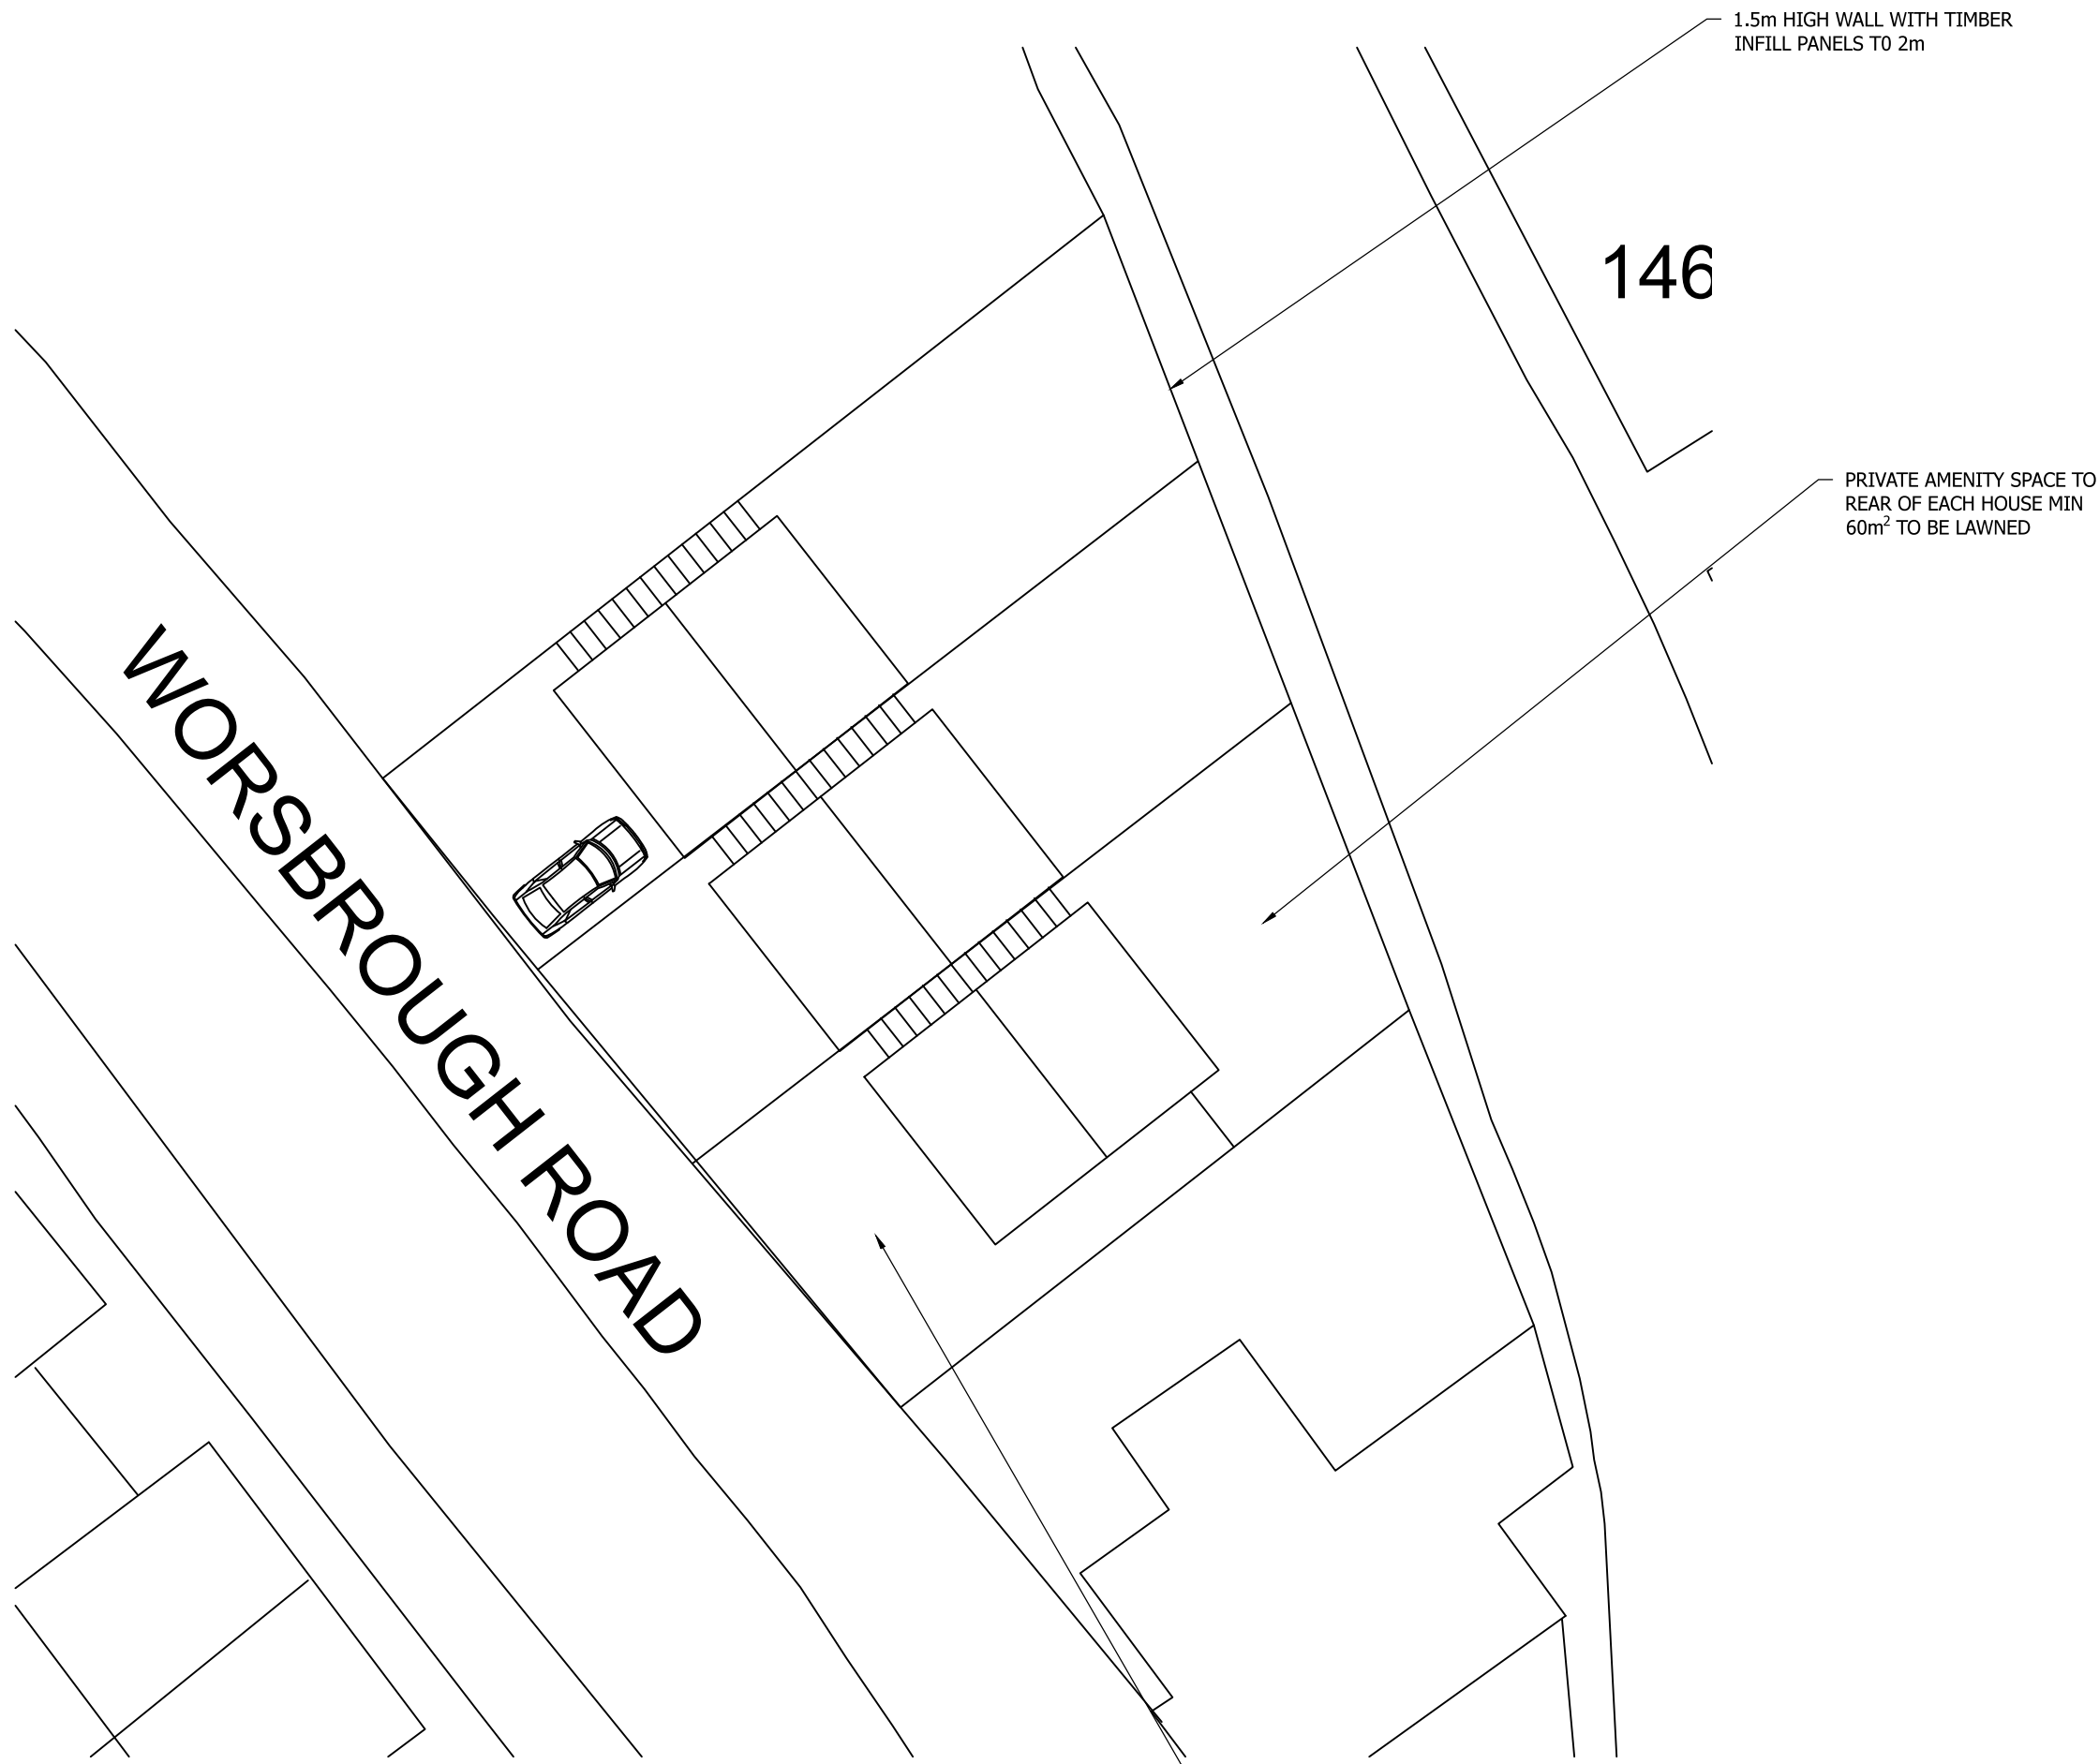 1.5m HIGH WALL WITH TIMBER
INFILL PANELS T0 2m
146
PRIVATE AMENITY SPACE TO
REAR OF EACH HOUSE MIN
60m² TO BE LAWNED
WORSBROUGH ROAD